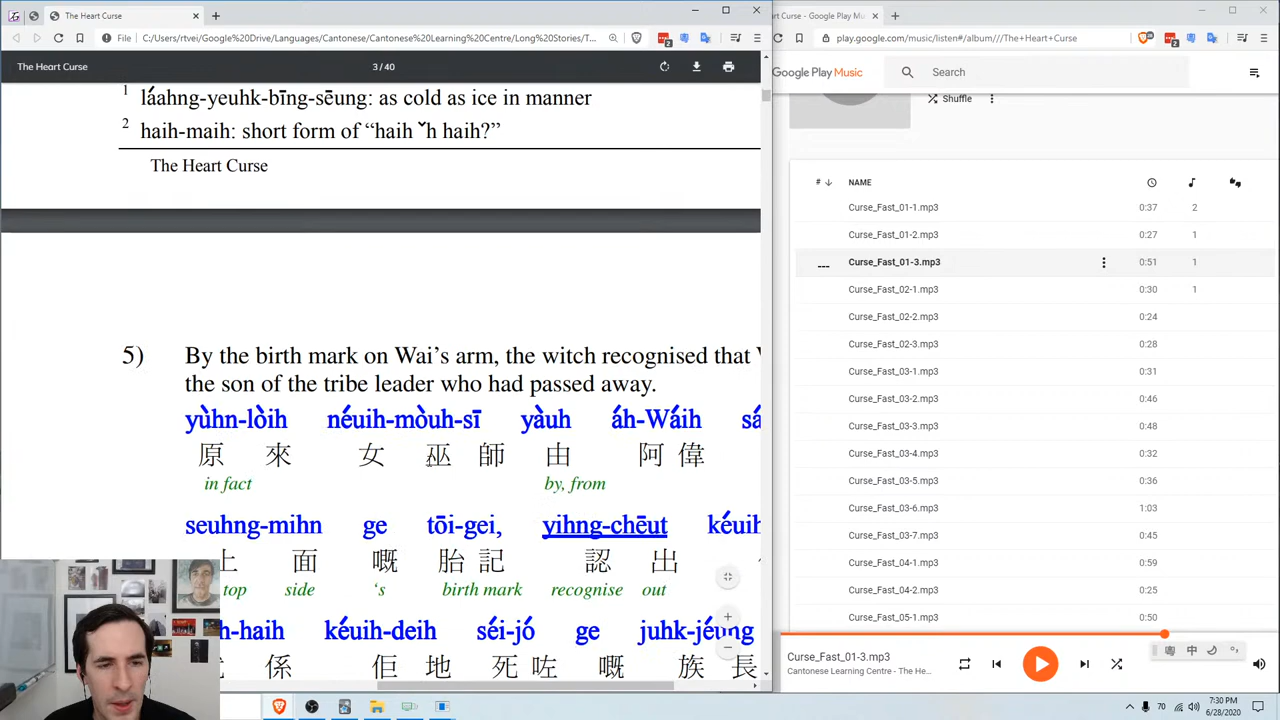 The Heart Curse
File C:/Users/rtvei/Google%20Drive/Languages/Cantonese/Cantonese%20Learning%20Centre/Long%20Stories/T...
The Heart Curse
3 / 40
1 láahng-yeuhk-bīng-sēung: as cold as ice in manner
2 haih-maih: short form of “haih ˇh haih?”
The Heart Curse
5) By the birth mark on Wai’s arm, the witch recognised that
the son of the tribe leader who had passed away.
yùhn-lòih néuih-mòuh-sī yàuh áh-Wáih
原 來 女 巫 師 由 阿 偉
in fact by, from
seuhng-mihn ge tōi-gei, yihng-chēut kéuih
上 面 嘅 胎 記 認 出
top side ‘s birth mark recognise out
h-haih kéuih-deih séi-jó ge juhk-jéung
係 佢 地 死 咗 嘅 族 長
rt Curse - Google Play Music
play.google.com/music/listen#/album///The+Heart+Curse
Google Play Music
Search
Shuffle
# NAME
Curse_Fast_01-1.mp3 0:37 2
Curse_Fast_01-2.mp3 0:27 1
Curse_Fast_01-3.mp3 0:51 1
Curse_Fast_02-1.mp3 0:30 1
Curse_Fast_02-2.mp3 0:24
Curse_Fast_02-3.mp3 0:28
Curse_Fast_03-1.mp3 0:31
Curse_Fast_03-2.mp3 0:46
Curse_Fast_03-3.mp3 0:48
Curse_Fast_03-4.mp3 0:32
Curse_Fast_03-5.mp3 0:36
Curse_Fast_03-6.mp3 1:03
Curse_Fast_03-7.mp3 0:45
Curse_Fast_04-1.mp3 0:59
Curse_Fast_04-2.mp3 0:25
Curse_Fast_05-1.mp3 0:50
Curse_Fast_01-3.mp3
Cantonese Learning Centre - The He...
中
70
7:30 PM
6/28/2020